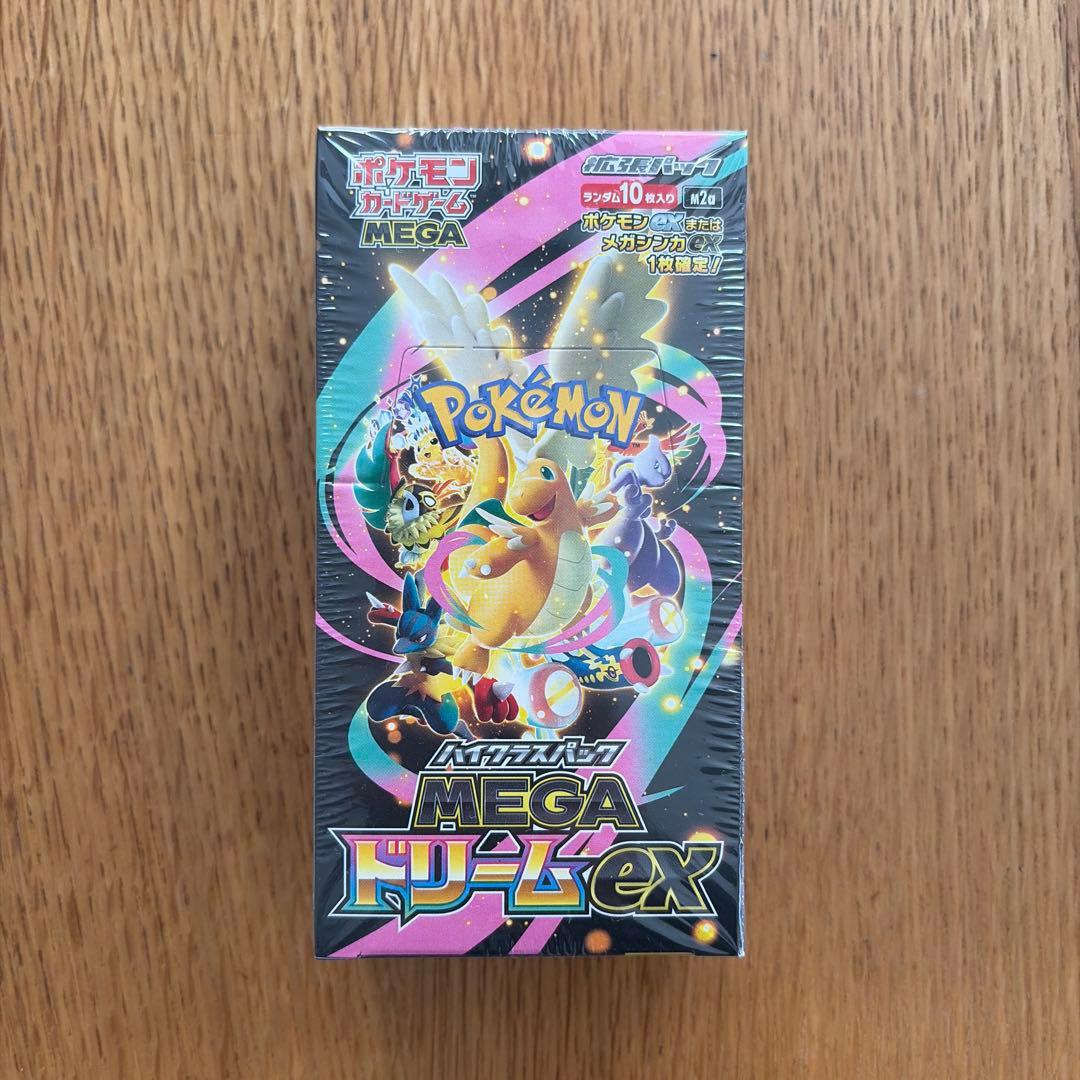 ポケモン
カードゲーム
MEGA
拡張パック
ランダム10枚入り M2a
ポケモンexまたは
メガシンカex
1枚確定!
POKéMON
TM
ハイクラスパック
MEGA
ドリームex